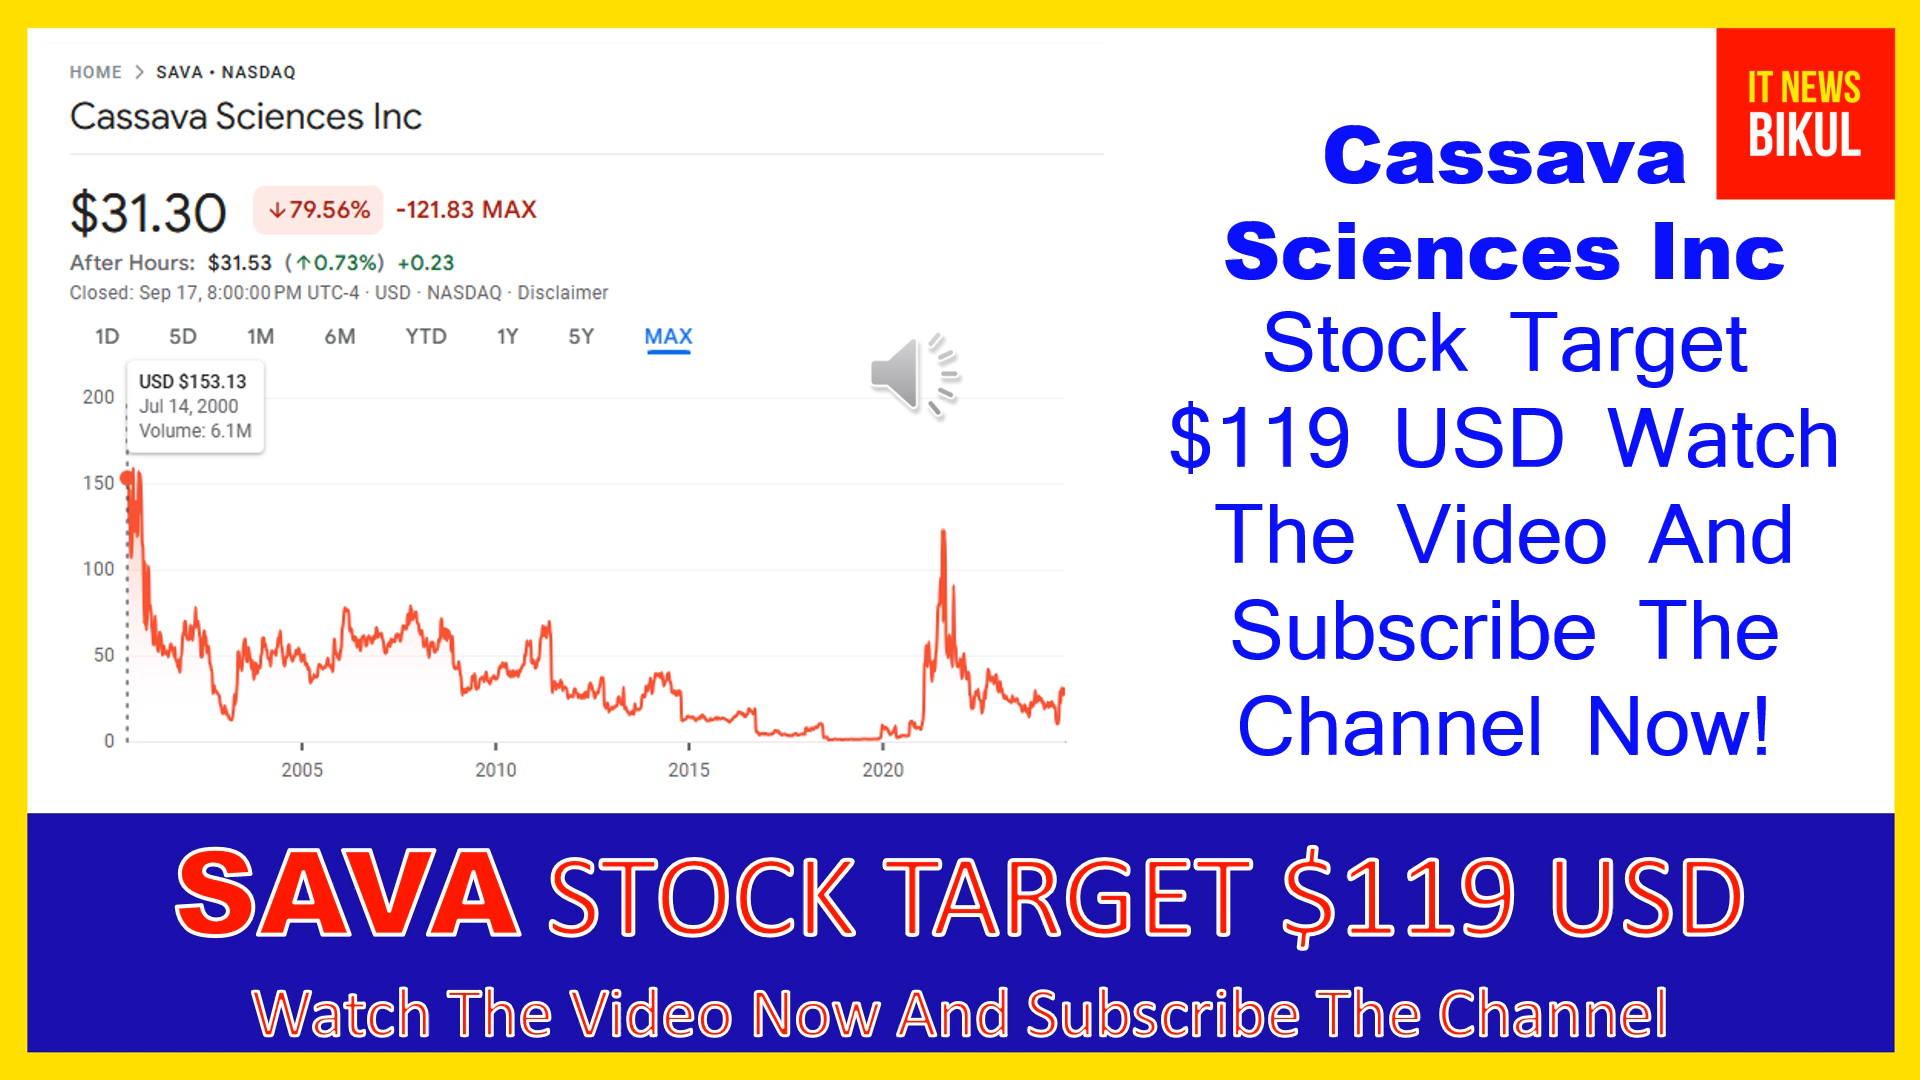 HOME > SAVA • NASDAQ
Cassava Sciences Inc
$31.30 ↓79.56% -121.83 MAX
After Hours: $31.53 (↑0.73%) +0.23
Closed: Sep 17, 8:00:00 PM UTC-4 · USD · NASDAQ · Disclaimer
1D 5D 1M 6M YTD 1Y 5Y MAX
USD $153.13
Jul 14, 2000
Volume: 6.1M
200
150
100
50
0
2005 2010 2015 2020
IT NEWS
BIKUL
Cassava
Sciences Inc
Stock Target
$119 USD Watch
The Video And
Subscribe The
Channel Now!
SAVA STOCK TARGET $119 USD
Watch The Video Now And Subscribe The Channel